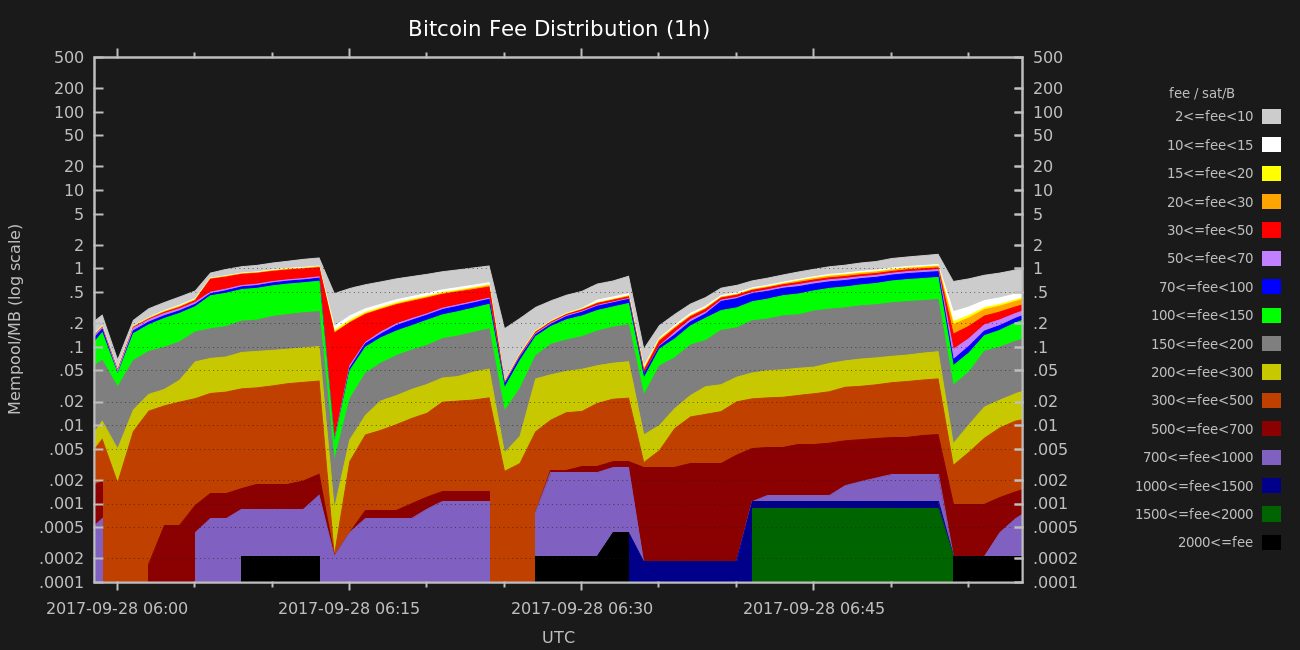 Bitcoin Fee Distribution (1h)
Mempool/MB (log scale)
500
200
100
50
20
10
5
2
1
.5
.2
.1
.05
.02
.01
.005
.002
.001
.0005
.0002
.0001
500
200
100
50
20
10
5
2
1
.5
.2
.1
.05
.02
.01
.005
.002
.001
.0005
.0002
.0001
2017-09-28 06:00
2017-09-28 06:15
2017-09-28 06:30
2017-09-28 06:45
UTC
fee / sat/B
2<=fee<10
10<=fee<15
15<=fee<20
20<=fee<30
30<=fee<50
50<=fee<70
70<=fee<100
100<=fee<150
150<=fee<200
200<=fee<300
300<=fee<500
500<=fee<700
700<=fee<1000
1000<=fee<1500
1500<=fee<2000
2000<=fee